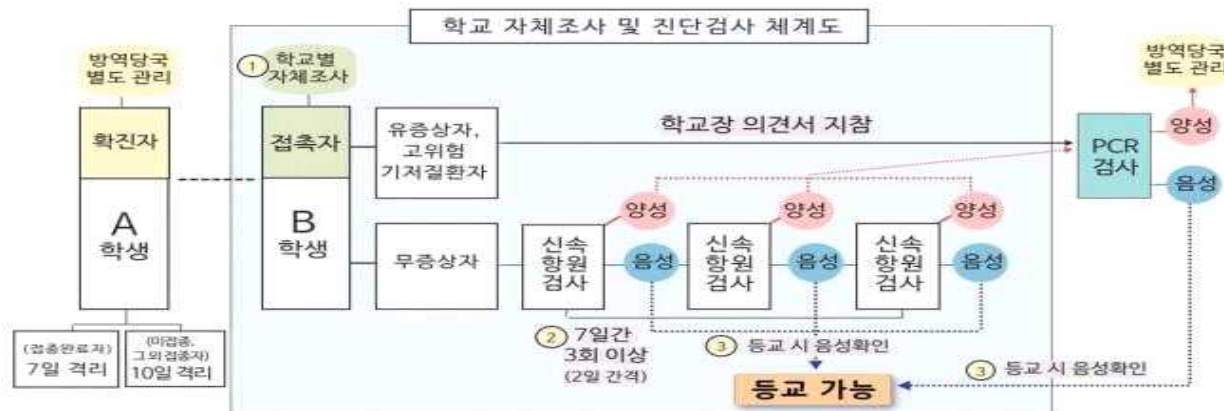 학교 자체조사 및 진단검사 체계도
방역당국
별도 관리
확진자
A
학생
(접종완료자)
7일 격리
(미접종,
그외접종자)
10일 격리
① 학교별
자체조사
접촉자
B
학생
유증상자,
고위험
기저질환자
학교장 의견서 지참
무증상자
신속
항원
검사
양성
음성
신속
항원
검사
양성
음성
신속
항원
검사
양성
음성
② 7일간
3회 이상
(2일 간격)
③ 등교 시 음성확인
등교 가능
PCR
검사
양성
음성
방역당국
별도 관리
③ 등교 시 음성확인